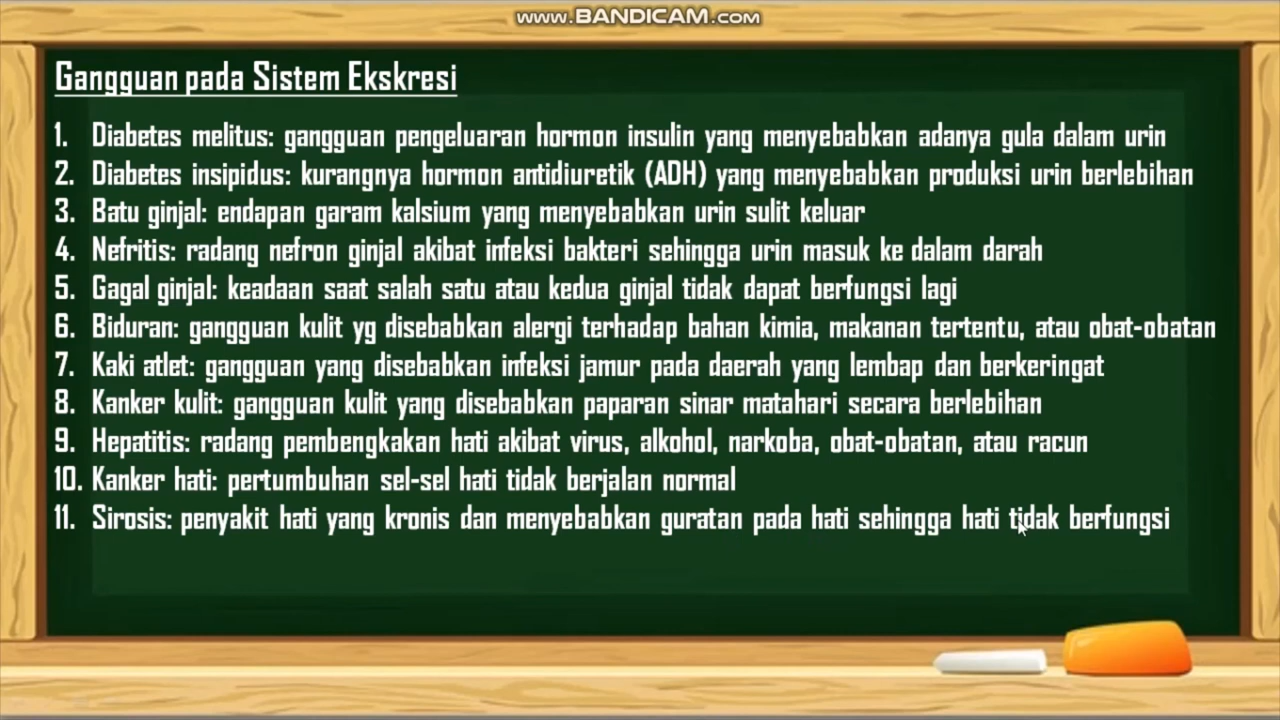 www.BANDICAM.com
Gangguan pada Sistem Ekskresi
1. Diabetes melitus: gangguan pengeluaran hormon insulin yang menyebabkan adanya gula dalam urin
2. Diabetes insipidus: kurangnya hormon antidiuretik (ADH) yang menyebabkan produksi urin berlebihan
3. Batu ginjal: endapan garam kalsium yang menyebabkan urin sulit keluar
4. Nefritis: radang nefron ginjal akibat infeksi bakteri sehingga urin masuk ke dalam darah
5. Gagal ginjal: keadaan saat salah satu atau kedua ginjal tidak dapat berfungsi lagi
6. Biduran: gangguan kulit yg disebabkan alergi terhadap bahan kimia, makanan tertentu, atau obat-obatan
7. Kaki atlet: gangguan yang disebabkan infeksi jamur pada daerah yang lembap dan berkeringat
8. Kanker kulit: gangguan kulit yang disebabkan paparan sinar matahari secara berlebihan
9. Hepatitis: radang pembengkakan hati akibat virus, alkohol, narkoba, obat-obatan, atau racun
10. Kanker hati: pertumbuhan sel-sel hati tidak berjalan normal
11. Sirosis: penyakit hati yang kronis dan menyebabkan guratan pada hati sehingga hati tidak berfungsi